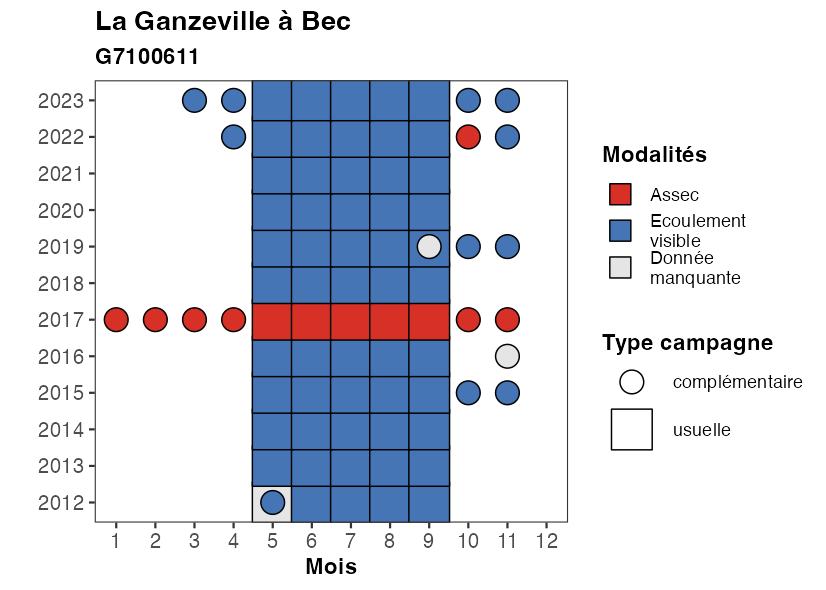 La Ganzeville à Bec
G7100611
2023
2022
2021
2020
2019
2018
2017
2016
2015
2014
2013
2012
1 2 3 4 5 6 7 8 9 10 11 12
Mois
Modalités
Assec
Ecoulement
visible
Donnée
manquante
Type campagne
complémentaire
usuelle